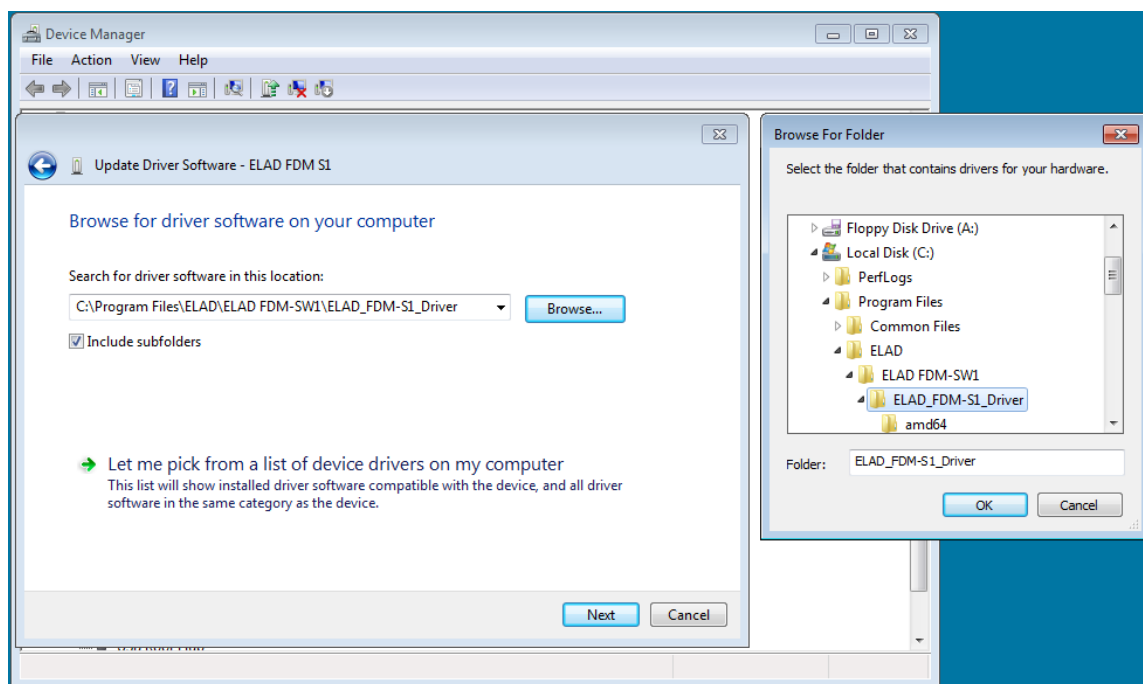 Device Manager
File Action View Help
Update Driver Software - ELAD FDM S1
Browse for driver software on your computer
Search for driver software in this location:
C:\Program Files\ELAD\ELAD FDM-SW1\ELAD_FDM-S1_Driver
Browse...
Include subfolders
Let me pick from a list of device drivers on my computer
This list will show installed driver software compatible with the device, and all driver
software in the same category as the device.
Next Cancel
Browse For Folder
Select the folder that contains drivers for your hardware.
Floppy Disk Drive (A:)
Local Disk (C:)
PerfLogs
Program Files
Common Files
ELAD
ELAD FDM-SW1
ELAD_FDM-S1_Driver
amd64
Folder: ELAD_FDM-S1_Driver
OK Cancel